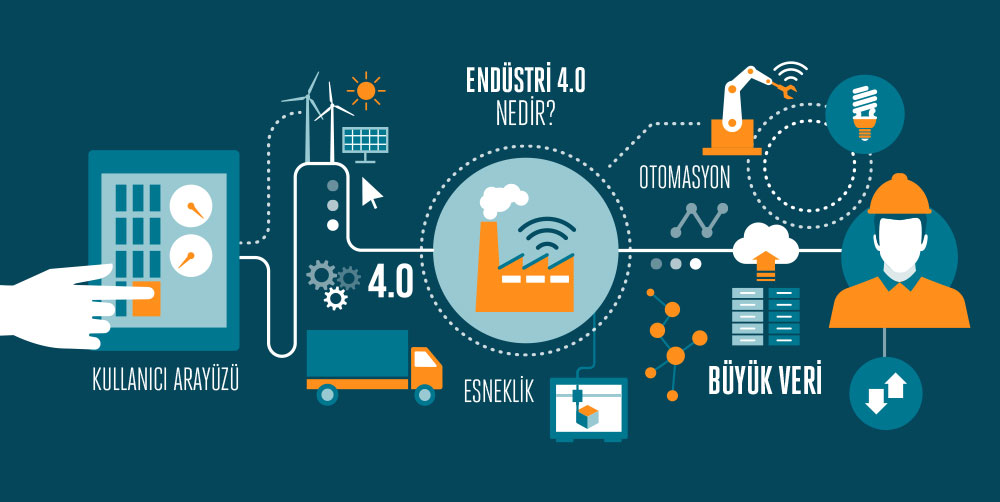 ENDÜSTRİ 4.0
NEDİR?
OTOMASYON
4.0
KULLANICI ARAYÜZÜ
ESNEKLİK
BÜYÜK VERİ